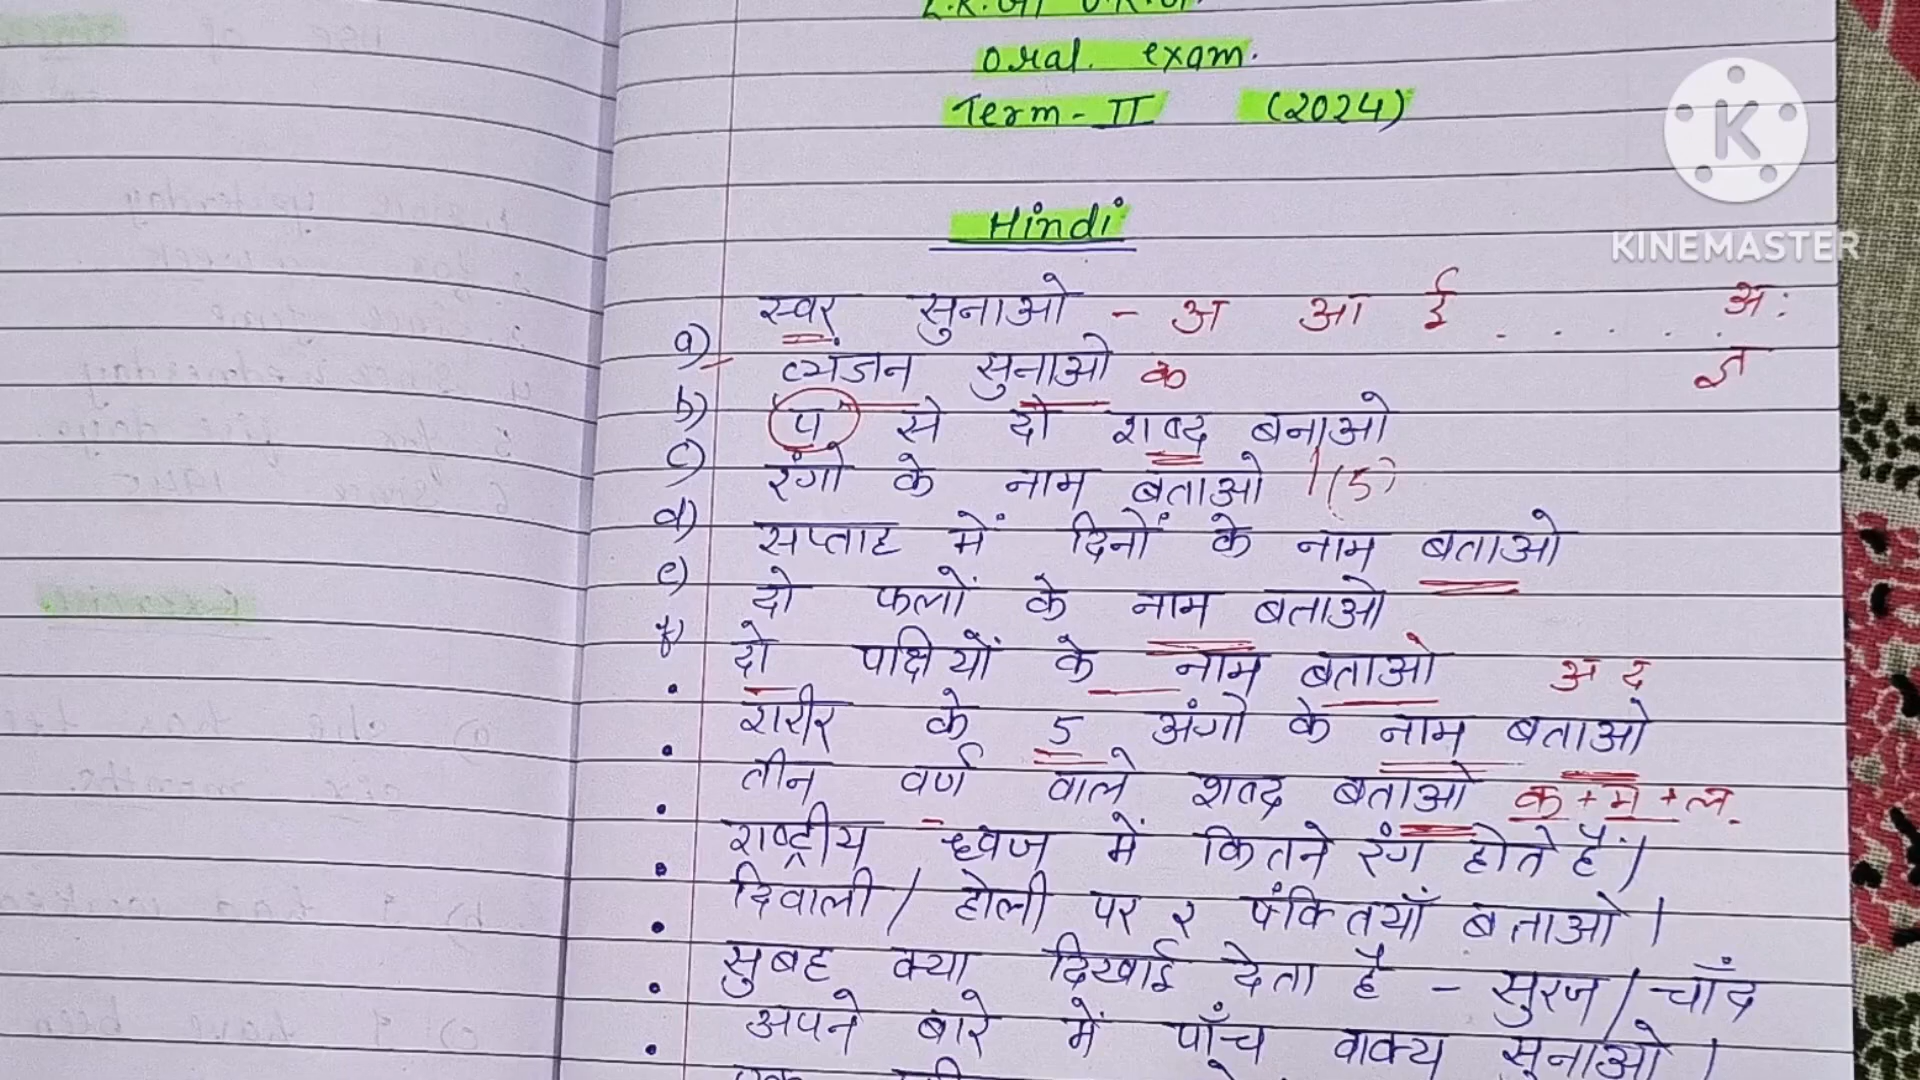 L.K.G U.K.G
oral. exam.
Term - II (2024)
Hindi
KINEMASTER
a) स्वर सुनाओ - अ आ ई . . . . . अः
b) व्यंजन सुनाओ क ज्ञ
c) प से दो शब्द बनाओ
d) रंगो के नाम बताओ । (5)
e) सप्ताह में दिनों के नाम बताओ
f) दो फलों के नाम बताओ
• दो पक्षियों के नाम बताओ
• शरीर के 5 अंगो के नाम बताओ
• तीन वर्ण वाले शब्द बताओ क + म + ल
• राष्ट्रीय ध्वज में कितने रंग होते हैं।
• दिवाली / होली पर २ पंक्तियाँ बताओ ।
• सुबह क्या दिखाई देता है - सुरज / चाँद
• अपने बारे में पाँच वाक्य सुनाओ ।